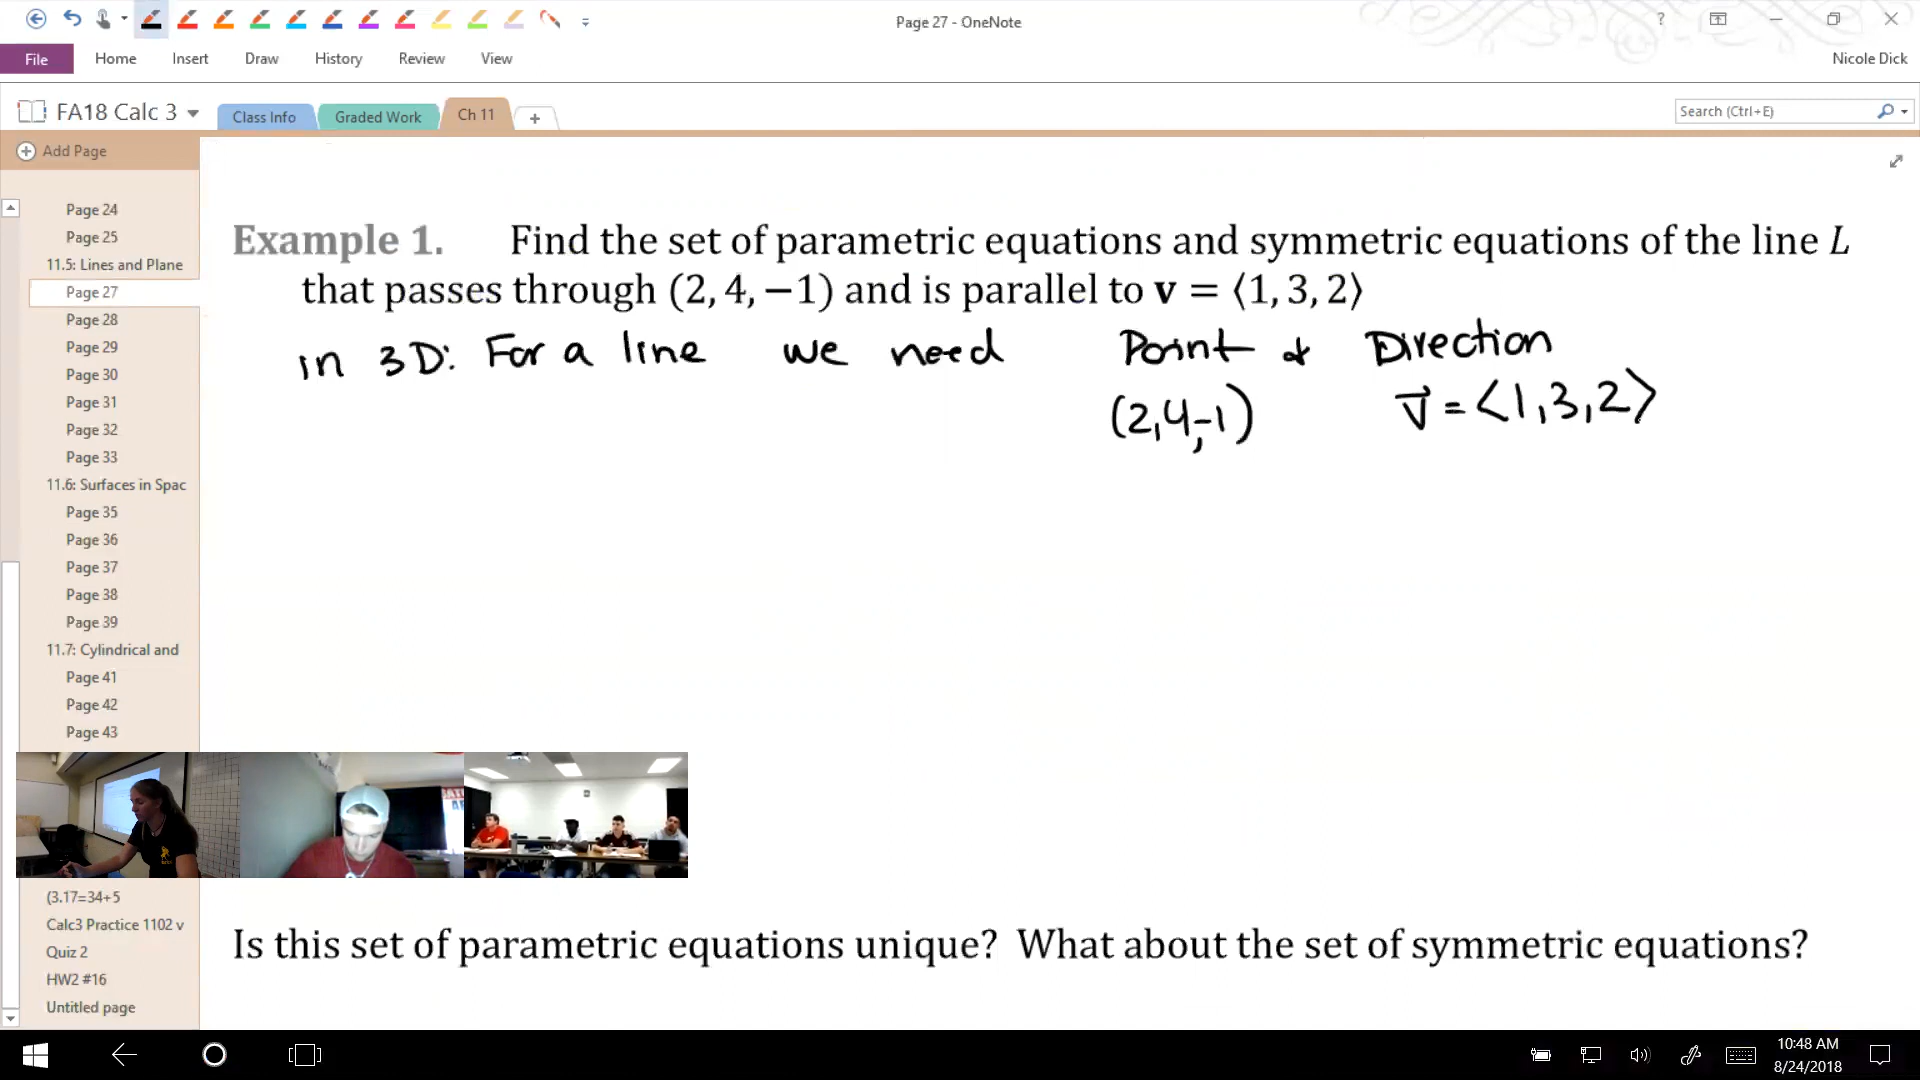 Page 27 - OneNote
?
File
Home
Insert
Draw
History
Review
View
Nicole Dick
FA18 Calc 3
Class Info
Graded Work
Ch 11
+
Search (Ctrl+E)
Add Page
Page 24
Page 25
11.5: Lines and Plane
Page 27
Page 28
Page 29
Page 30
Page 31
Page 32
Page 33
11.6: Surfaces in Spac
Page 35
Page 36
Page 37
Page 38
Page 39
11.7: Cylindrical and
Page 41
Page 42
Page 43
(3.17=34+5
Calc3 Practice 1102 v
Quiz 2
HW2 #16
Untitled page
Example 1. Find the set of parametric equations and symmetric equations of the line L
that passes through (2, 4, −1) and is parallel to v = ⟨1, 3, 2⟩
in 3D: For a line we need Point & Direction
(2,4,-1) v⃗ = ⟨1,3,2⟩
Is this set of parametric equations unique? What about the set of symmetric equations?
10:48 AM
8/24/2018